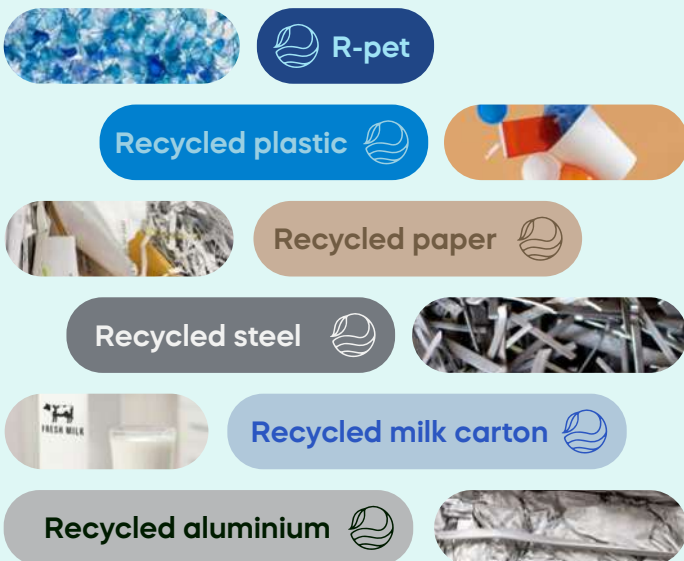 R-pet
Recycled plastic
Recycled paper
Recycled steel
FRESH MILK
Recycled milk carton
Recycled aluminium